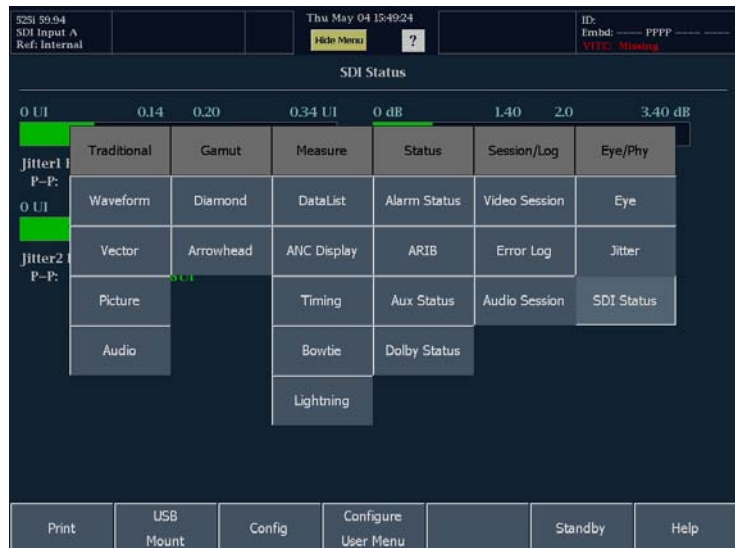 525i 59.94
SDI Input A
Ref: Internal
Thu May 04 15:49:24
Hide Menu
?
ID:
Embd: ---- PPPP ---- ----
VITC: Missing
SDI Status
0 UI 0.14 0.20 0.34 UI
0 dB 1.40 2.0 3.40 dB
Jitter1
P-P:
0 UI
Jitter2
P-P:
Traditional Gamut Measure Status Session/Log Eye/Phy
Waveform Diamond DataList Alarm Status Video Session Eye
Vector Arrowhead ANC Display ARIB Error Log Jitter
Picture Timing Aux Status Audio Session SDI Status
Audio Bowtie Dolby Status
Lightning
Print
USB
Mount
Config
Configure
User Menu
Standby
Help